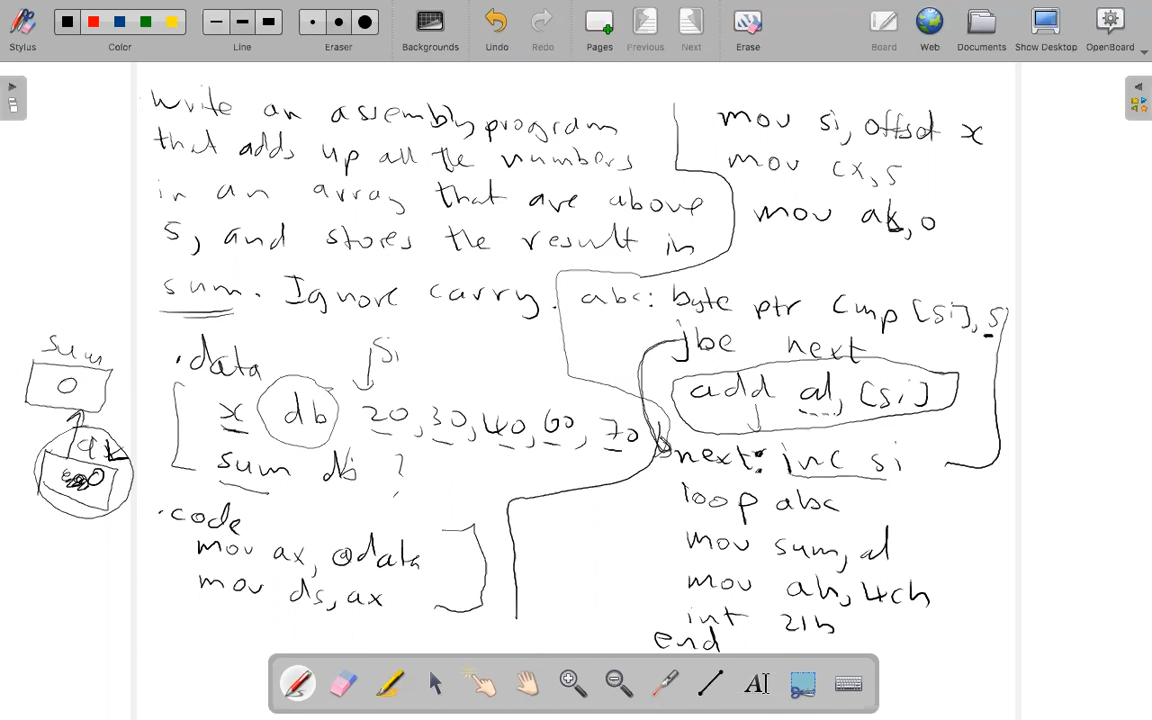 Stylus
Color
Line
Eraser
Backgrounds
Undo
Redo
Pages
Previous
Next
Erase
Board
Web
Documents
Show Desktop
OpenBoard
write an assembly program
that adds up all the numbers
in an array that are above
5, and stores the result in
sum. Ignore carry.
.data
si
x db 20, 30, 40, 60, 70
sum db ?
.code
mov ax, @data
mov ds, ax
sum
0
mov si, offset x
mov cx, 5
mov al, 0
abc: byte ptr cmp [si], 5
jbe next
add al, [si]
next: inc si
loop abc
mov sum, al
mov ah, 4ch
int 21h
end